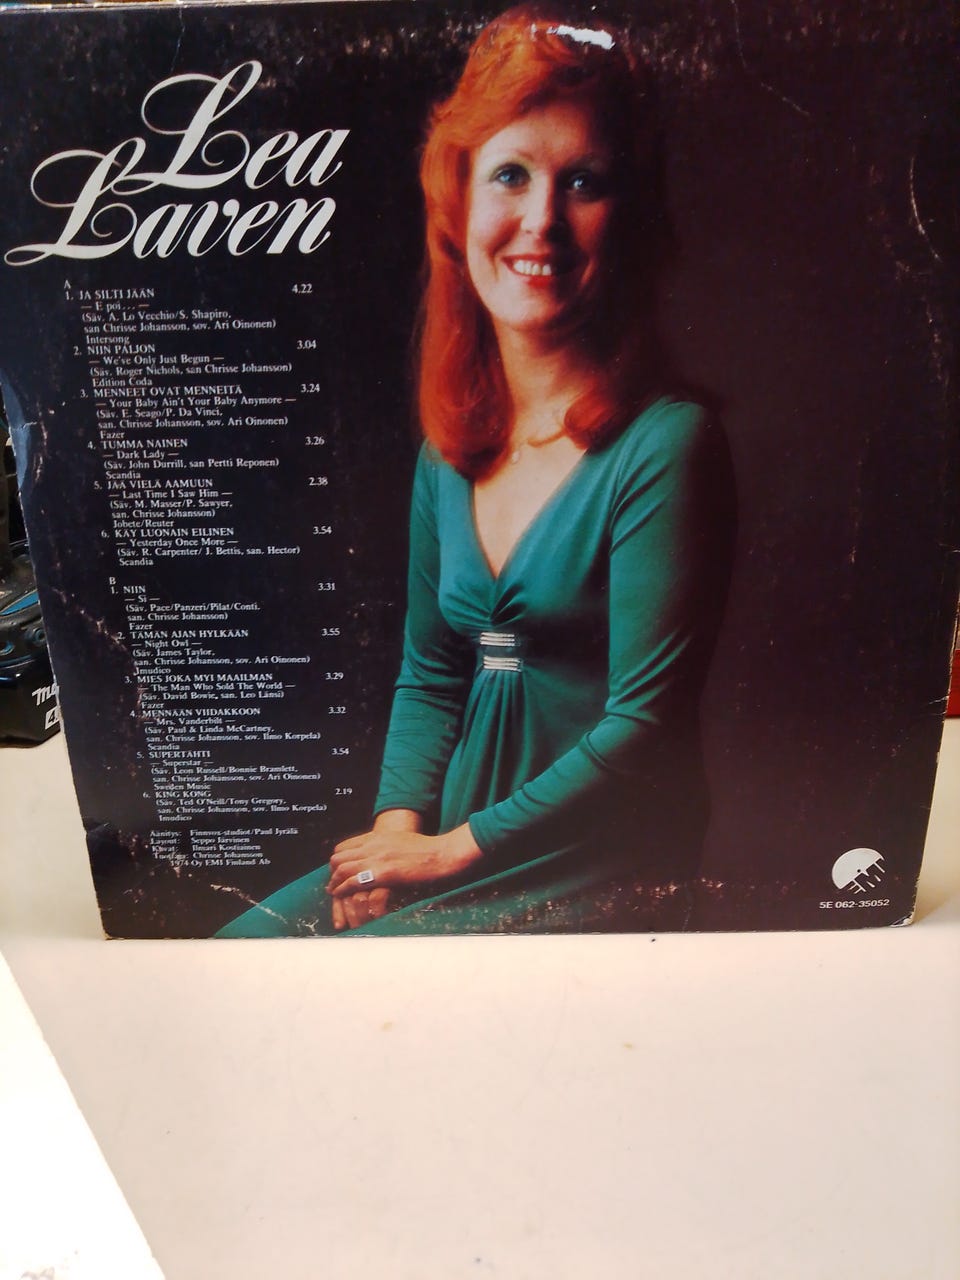 Lea
Laven
A
1. JA SILTI JÄÄN 4.22
— E poi... —
(Säv. A. Lo Vecchio/S. Shapiro,
san Chrisse Johansson, sov. Ari Oinonen)
Intersong
2. NIIN PALJON 3.04
— We've Only Just Begun —
(Säv. Roger Nichols, san Chrisse Johansson)
Edition Coda
3. MENNEET OVAT MENNEITÄ 3.24
— Your Baby Ain't Your Baby Anymore —
(Säv. E. Seago/P. Da Vinci,
san. Chrisse Johansson, sov. Ari Oinonen)
Fazer
4. TUMMA NAINEN 3.26
— Dark Lady —
(Säv. John Durrill, san Pertti Reponen)
Scandia
5. JÄÄ VIELÄ AAMUUN 2.38
— Last Time I Saw Him —
(Säv. M. Masser/P. Sawyer,
san. Chrisse Johansson)
Jobete/Reuter
6. KÄY LUONAIN EILINEN 3.54
— Yesterday Once More —
(Säv. R. Carpenter/ J. Bettis, san. Hector)
Scandia
B
1. NIIN 3.31
— Si —
(Säv. Pace/Panzeri/Pilat/Conti.
san. Chrisse Johansson)
Fazer
2. TÄMÄN AJAN HYLKÄÄN 3.55
— Night Owl —
(Säv. James Taylor,
san. Chrisse Johansson, sov. Ari Oinonen)
Imudico
3. MIES JOKA MYI MAAILMAN 3.29
— The Man Who Sold The World —
(Säv. David Bowie, san. Leo Länsi)
Fazer
4. MENNÄÄN VIIDAKKOON 3.32
— Mrs. Vanderbilt —
(Säv. Paul & Linda McCartney,
san. Chrisse Johansson, sov. Ilmo Korpela)
Scandia
5. SUPERTÄHTI 3.54
— Superstar —
(Säv. Leon Russell/Bonnie Bramlett,
san. Chrisse Johansson, sov. Ari Oinonen)
Sweden Music
6. KING KONG 2.19
(Säv. Ted O'Neill/Tony Gregory,
san. Chrisse Johansson, sov. Ilmo Korpela)
Imudico
Äänitys: Finnvox-studiot/Paul Jyrälä
Layout: Seppo Järvinen
Kuvat: Ilmari Kostiainen
Tuottaja: Chrisse Johansson
1974 Oy EMI Finland Ab
EMI
5E 062-35052